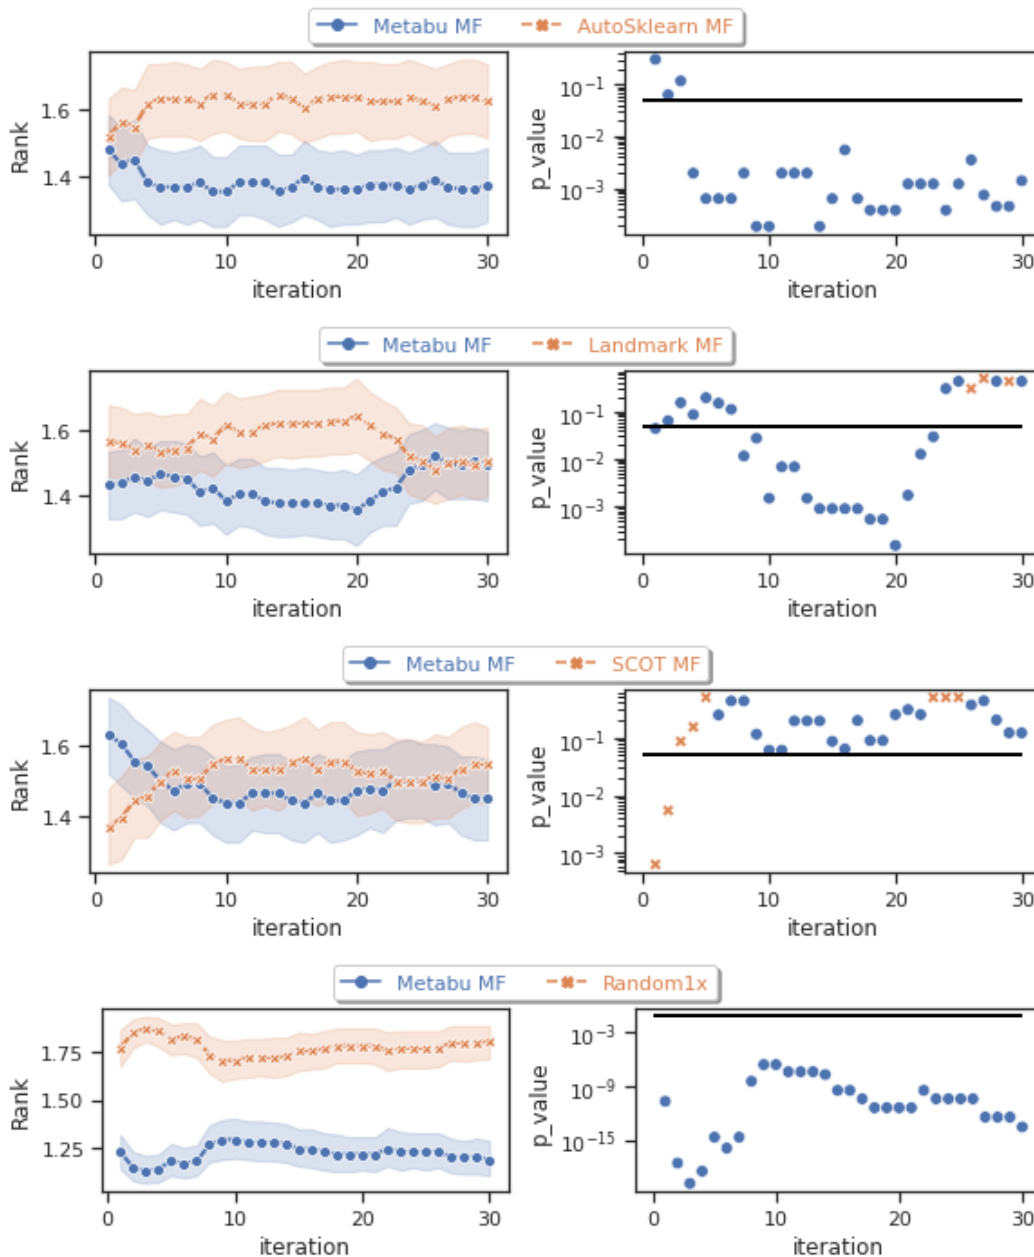 Metabu MF AutoSklearn MF
Rank
1.6
1.4
0 10 20 30
iteration
p_value
10⁻¹
10⁻²
10⁻³
0 10 20 30
iteration
Metabu MF Landmark MF
Rank
1.6
1.4
0 10 20 30
iteration
p_value
10⁻¹
10⁻²
10⁻³
0 10 20 30
iteration
Metabu MF SCOT MF
Rank
1.6
1.4
0 10 20 30
iteration
p_value
10⁻¹
10⁻²
10⁻³
0 10 20 30
iteration
Metabu MF Random1x
Rank
1.75
1.50
1.25
0 10 20 30
iteration
p_value
10⁻³
10⁻⁹
10⁻¹⁵
0 10 20 30
iteration